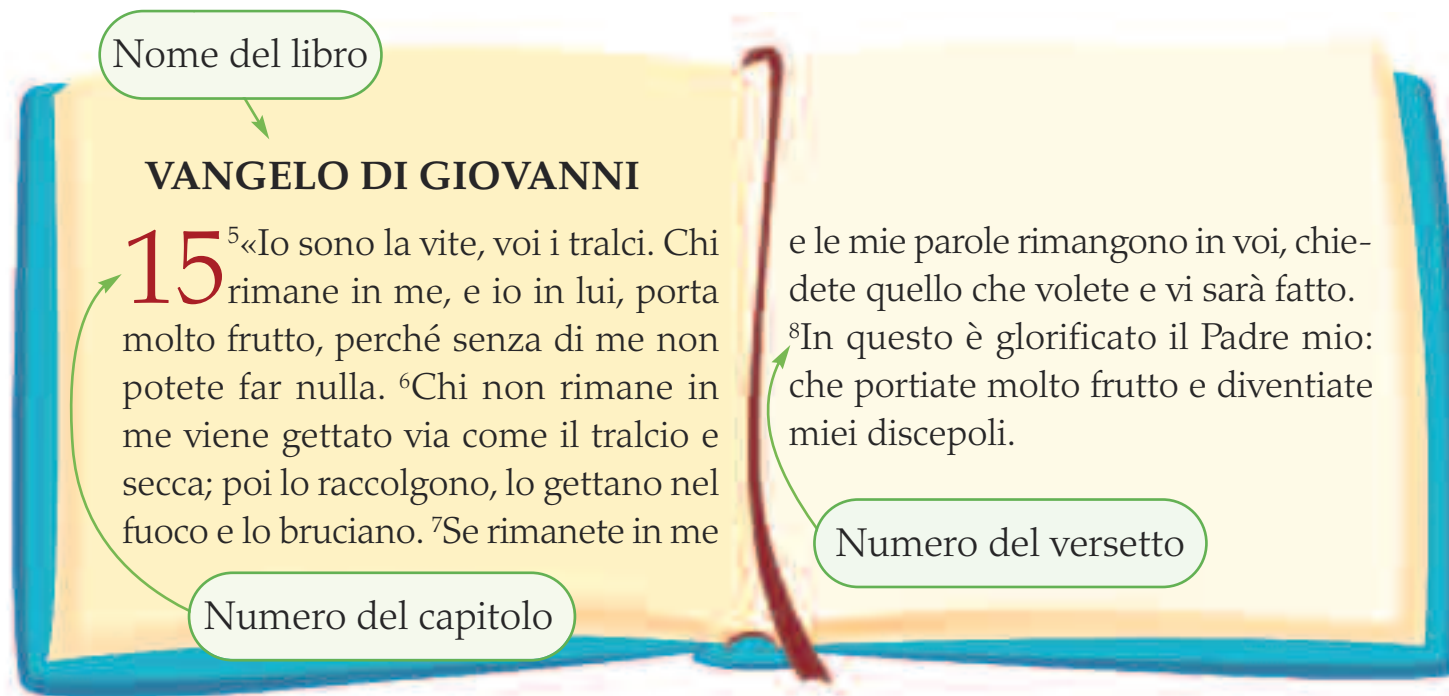 Nome del libro
VANGELO DI GIOVANNI
15 ⁵«Io sono la vite, voi i tralci. Chi
rimane in me, e io in lui, porta
molto frutto, perché senza di me non
potete far nulla. ⁶Chi non rimane in
me viene gettato via come il tralcio e
secca; poi lo raccolgono, lo gettano nel
fuoco e lo bruciano. ⁷Se rimanete in me
Numero del capitolo
e le mie parole rimangono in voi, chie-
dete quello che volete e vi sarà fatto.
⁸In questo è glorificato il Padre mio:
che portiate molto frutto e diventiate
miei discepoli.
Numero del versetto